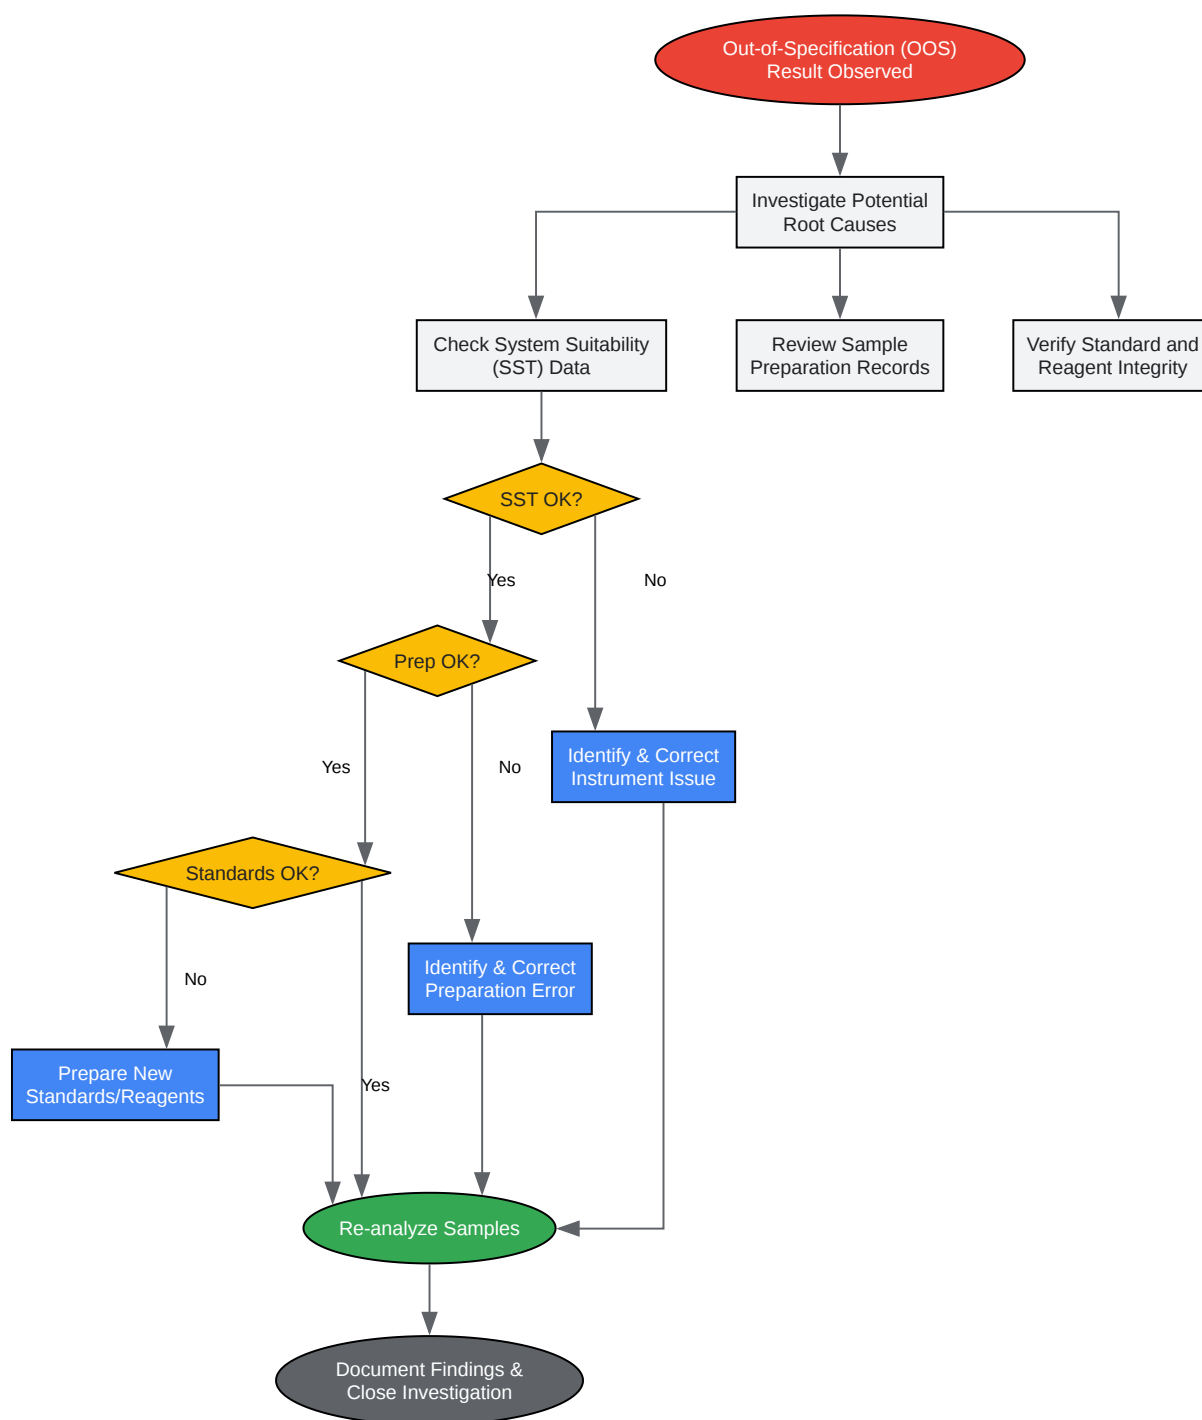 Out-of-Specification (OOS)
Result Observed
Investigate Potential
Root Causes
Check System Suitability
(SST) Data
Review Sample
Preparation Records
Verify Standard and
Reagent Integrity
SST OK?
Yes
No
Prep OK?
Identify & Correct
Instrument Issue
Yes
No
Standards OK?
Identify & Correct
Preparation Error
No
Prepare New
Standards/Reagents
Yes
Re-analyze Samples
Document Findings &
Close Investigation